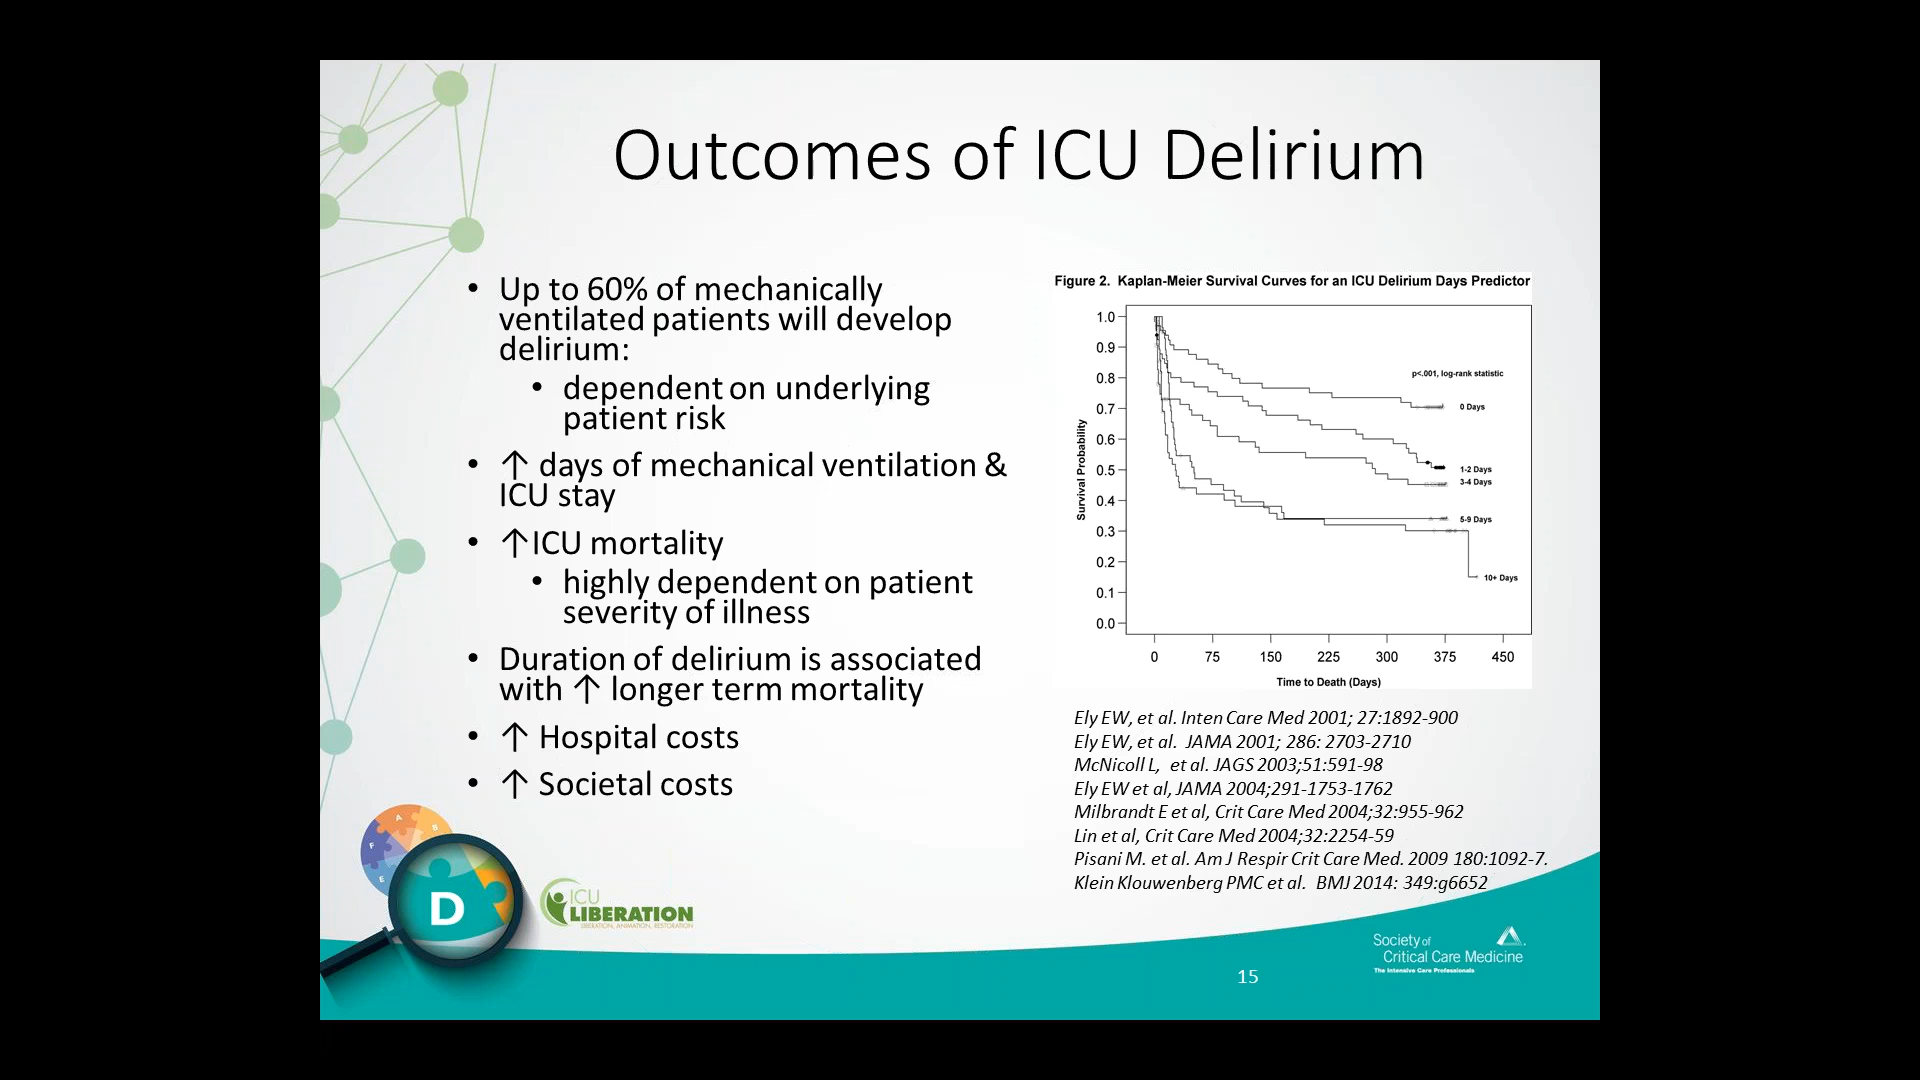 Outcomes of ICU Delirium
• Up to 60% of mechanically
ventilated patients will develop
delirium:
• dependent on underlying
patient risk
• ↑ days of mechanical ventilation &
ICU stay
• ↑ICU mortality
• highly dependent on patient
severity of illness
• Duration of delirium is associated
with ↑ longer term mortality
• ↑ Hospital costs
• ↑ Societal costs
Figure 2. Kaplan-Meier Survival Curves for an ICU Delirium Days Predictor
Survival Probability
1.0
0.9
0.8
0.7
0.6
0.5
0.4
0.3
0.2
0.1
0.0
p<.001, log-rank statistic
0 Days
1-2 Days
3-4 Days
5-9 Days
10+ Days
0 75 150 225 300 375 450
Time to Death (Days)
Ely EW, et al. Inten Care Med 2001; 27:1892-900
Ely EW, et al. JAMA 2001; 286: 2703-2710
McNicoll L, et al. JAGS 2003;51:591-98
Ely EW et al, JAMA 2004;291-1753-1762
Milbrandt E et al, Crit Care Med 2004;32:955-962
Lin et al, Crit Care Med 2004;32:2254-59
Pisani M. et al. Am J Respir Crit Care Med. 2009 180:1092-7.
Klein Klouwenberg PMC et al. BMJ 2014: 349:g6652
A
B
F
E
D
ICU
LIBERATION
LIBERATION, ANIMATION, RESTORATION
15
Society of
Critical Care Medicine
The Intensive Care Professionals